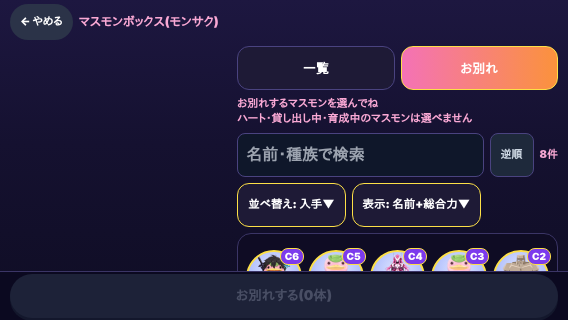 ← やめる マスモンボックス(モンサク)
一覧 お別れ
お別れするマスモンを選んでね
ハート・貸し出し中・育成中のマスモンは選べません
名前・種族で検索 逆順 8件
並べ替え: 入手▼ 表示: 名前+総合力▼
C6 C5 C4 C3 C2
お別れする(0体)